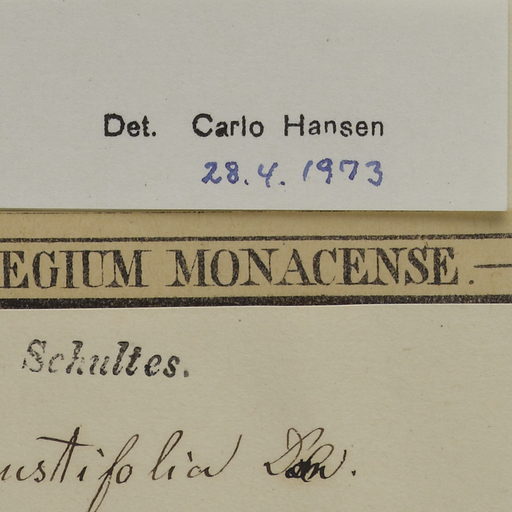 Det. Carlo Hansen
28.4.1973
EGIUM MONACENSE.
Schultes.
ustifolia